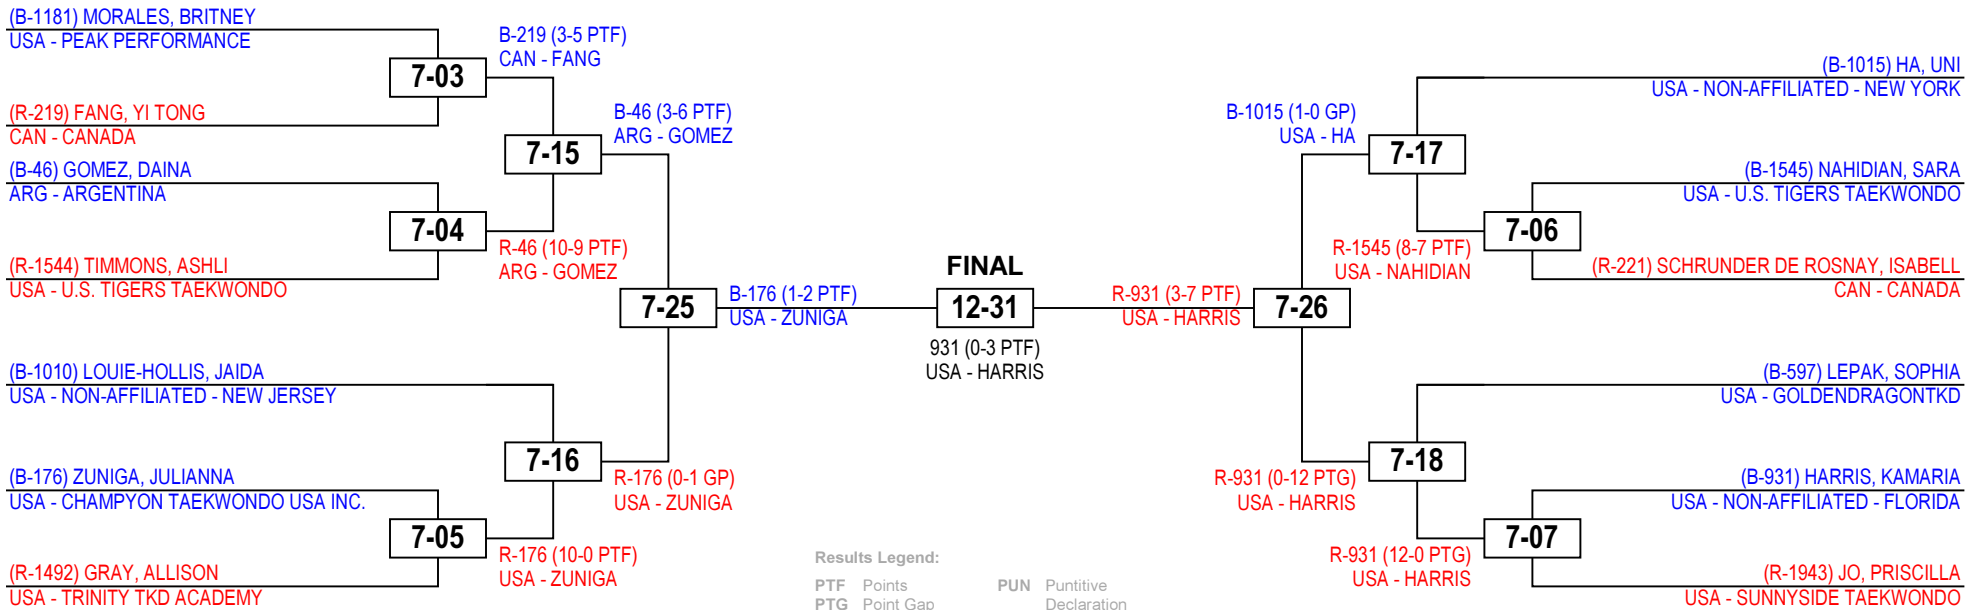 (B-1181) MORALES, BRITNEY
USA - PEAK PERFORMANCE
7-03
(R-219) FANG, YI TONG
CAN - CANADA
B-219 (3-5 PTF)
CAN - FANG
(B-46) GOMEZ, DAINA
ARG - ARGENTINA
7-04
(R-1544) TIMMONS, ASHLI
USA - U.S. TIGERS TAEKWONDO
R-46 (10-9 PTF)
ARG - GOMEZ
7-15
B-46 (3-6 PTF)
ARG - GOMEZ
(B-1010) LOUIE-HOLLIS, JAIDA
USA - NON-AFFILIATED - NEW JERSEY
(B-176) ZUNIGA, JULIANNA
USA - CHAMPYON TAEKWONDO USA INC.
7-05
(R-1492) GRAY, ALLISON
USA - TRINITY TKD ACADEMY
R-176 (10-0 PTF)
USA - ZUNIGA
7-16
R-176 (0-1 GP)
USA - ZUNIGA
7-25
B-176 (1-2 PTF)
USA - ZUNIGA
FINAL
12-31
931 (0-3 PTF)
USA - HARRIS
R-931 (3-7 PTF)
USA - HARRIS
7-26
B-1015 (1-0 GP)
USA - HA
7-17
(B-1015) HA, UNI
USA - NON-AFFILIATED - NEW YORK
(B-1545) NAHIDIAN, SARA
USA - U.S. TIGERS TAEKWONDO
7-06
R-1545 (8-7 PTF)
USA - NAHIDIAN
(R-221) SCHRUNDER DE ROSNAY, ISABELL
CAN - CANADA
(B-597) LEPAK, SOPHIA
USA - GOLDENDRAGONTKD
7-18
R-931 (0-12 PTG)
USA - HARRIS
(B-931) HARRIS, KAMARIA
USA - NON-AFFILIATED - FLORIDA
7-07
R-931 (12-0 PTG)
USA - HARRIS
(R-1943) JO, PRISCILLA
USA - SUNNYSIDE TAEKWONDO
Results Legend:
PTF Points PUN Puntitive
PTG Point Gap Declaration